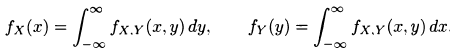 f_X(x) = ∫_{-∞}^{∞} f_{X,Y}(x, y) dy,    f_Y(y) = ∫_{-∞}^{∞} f_{X,Y}(x, y) dx.